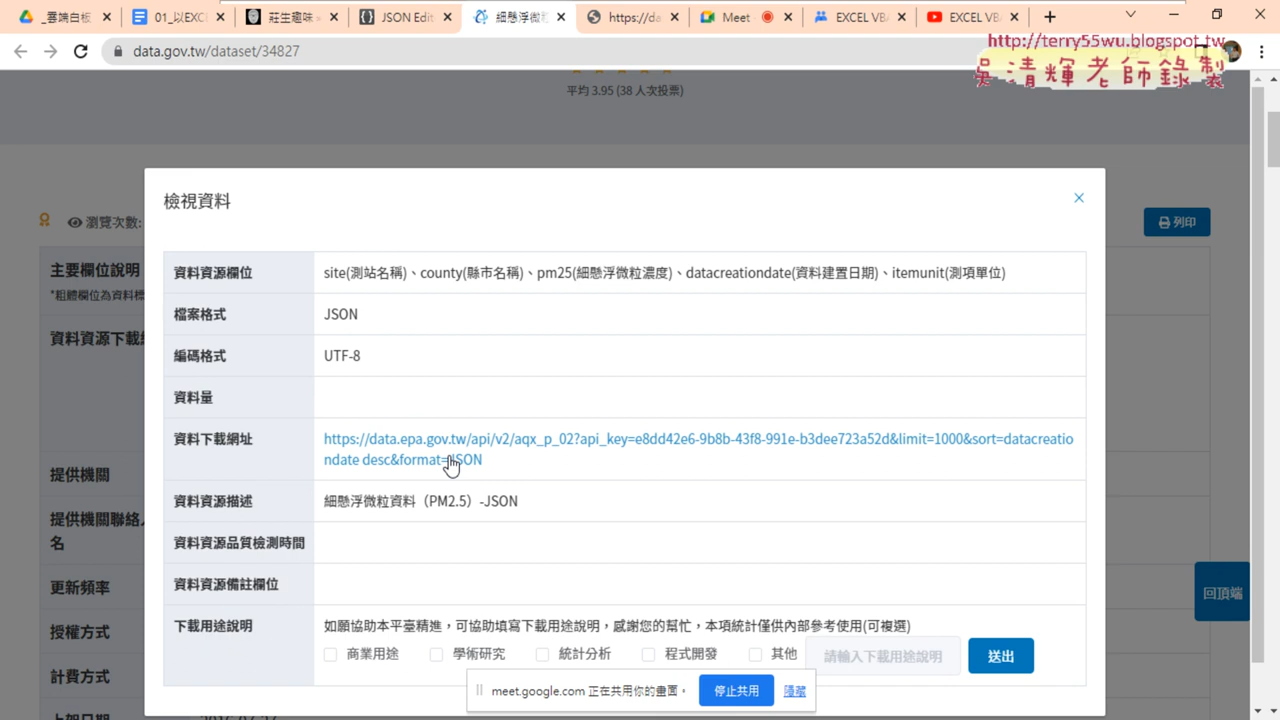 _雲端白板
01_以EXC
莊生趣味
JSON Edit
細懸浮微
https://da
Meet
EXCEL VB
EXCEL VB
data.gov.tw/dataset/34827
http://terry55wu.blogspot.tw
吳清輝老師錄製
平均 3.95 (38 人次投票)
檢視資料
瀏覽次數:
列印
主要欄位說明
*粗體欄位為資料標
資料資源下載
提供機關
提供機關聯絡
名
更新頻率
授權方式
計費方式
資料資源欄位
site(測站名稱)、county(縣市名稱)、pm25(細懸浮微粒濃度)、datacreationdate(資料建置日期)、itemunit(測項單位)
檔案格式
JSON
編碼格式
UTF-8
資料量
資料下載網址
https://data.epa.gov.tw/api/v2/aqx_p_02?api_key=e8dd42e6-9b8b-43f8-991e-b3dee723a52d&limit=1000&sort=datacreatio
ndate desc&format=JSON
資料資源描述
細懸浮微粒資料（PM2.5）-JSON
資料資源品質檢測時間
資料資源備註欄位
下載用途說明
如願協助本平臺精進，可協助填寫下載用途說明，感謝您的幫忙，本項統計僅供內部參考使用(可複選)
商業用途
學術研究
統計分析
程式開發
其他
請輸入下載用途說明
送出
回頂端
meet.google.com 正在共用你的畫面。
停止共用
隱藏